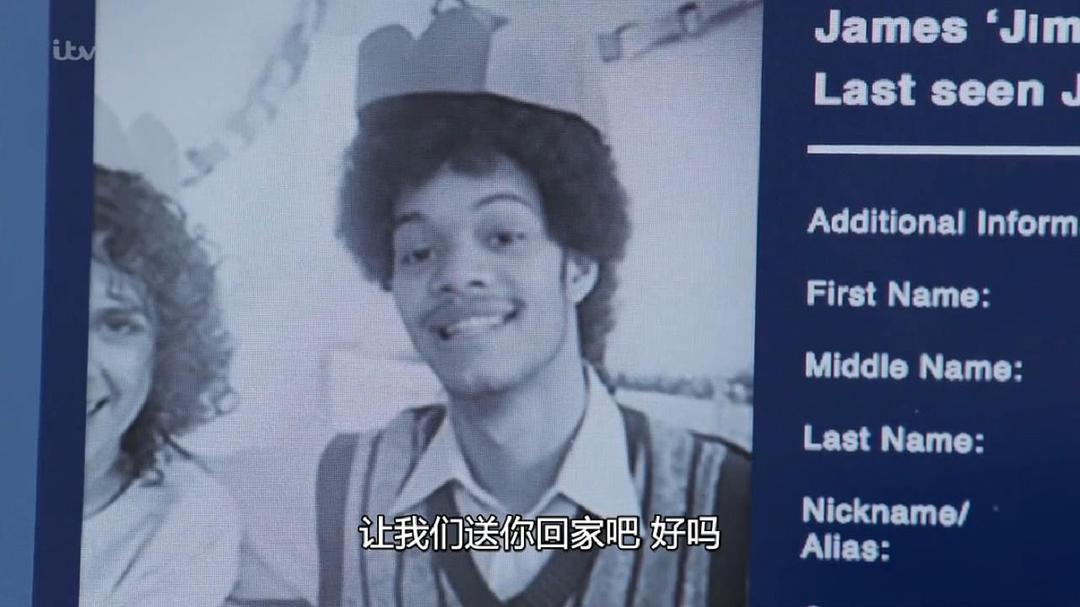 itv
James ‘Jim
Last seen J
Additional Inform
First Name:
Middle Name:
Last Name:
Nickname/
Alias:
让我们送你回家吧 好吗